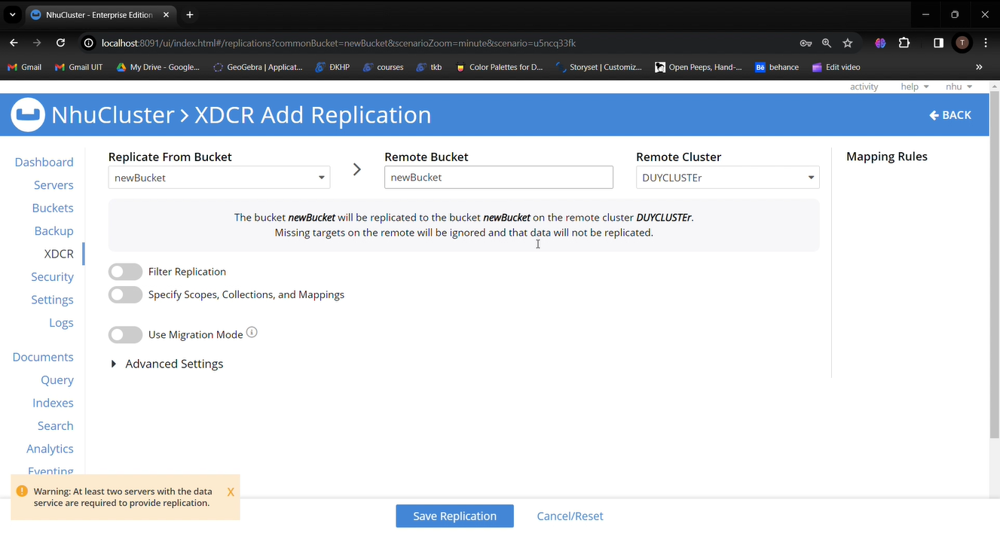 NhuCluster - Enterprise Edition
localhost:8091/ui/index.html#/replications?commonBucket=newBucket&scenarioZoom=minute&scenario=u5ncq33fk
T
Gmail
Gmail UIT
My Drive - Google...
GeoGebra | Applicat...
ĐKHP
courses
tkb
Color Palettes for D...
Storyset | Customiz...
Open Peeps, Hand-...
Bē behance
Edit video
activity
help
nhu
NhuCluster > XDCR Add Replication
BACK
Dashboard
Servers
Buckets
Backup
XDCR
Security
Settings
Logs
Documents
Query
Indexes
Search
Analytics
Eventing
Replicate From Bucket
newBucket
Remote Bucket
newBucket
Remote Cluster
DUYCLUSTEr
Mapping Rules
The bucket newBucket will be replicated to the bucket newBucket on the remote cluster DUYCLUSTEr.
Missing targets on the remote will be ignored and that data will not be replicated.
Filter Replication
Specify Scopes, Collections, and Mappings
Use Migration Mode
Advanced Settings
Warning: At least two servers with the data
service are required to provide replication.
X
Save Replication
Cancel/Reset